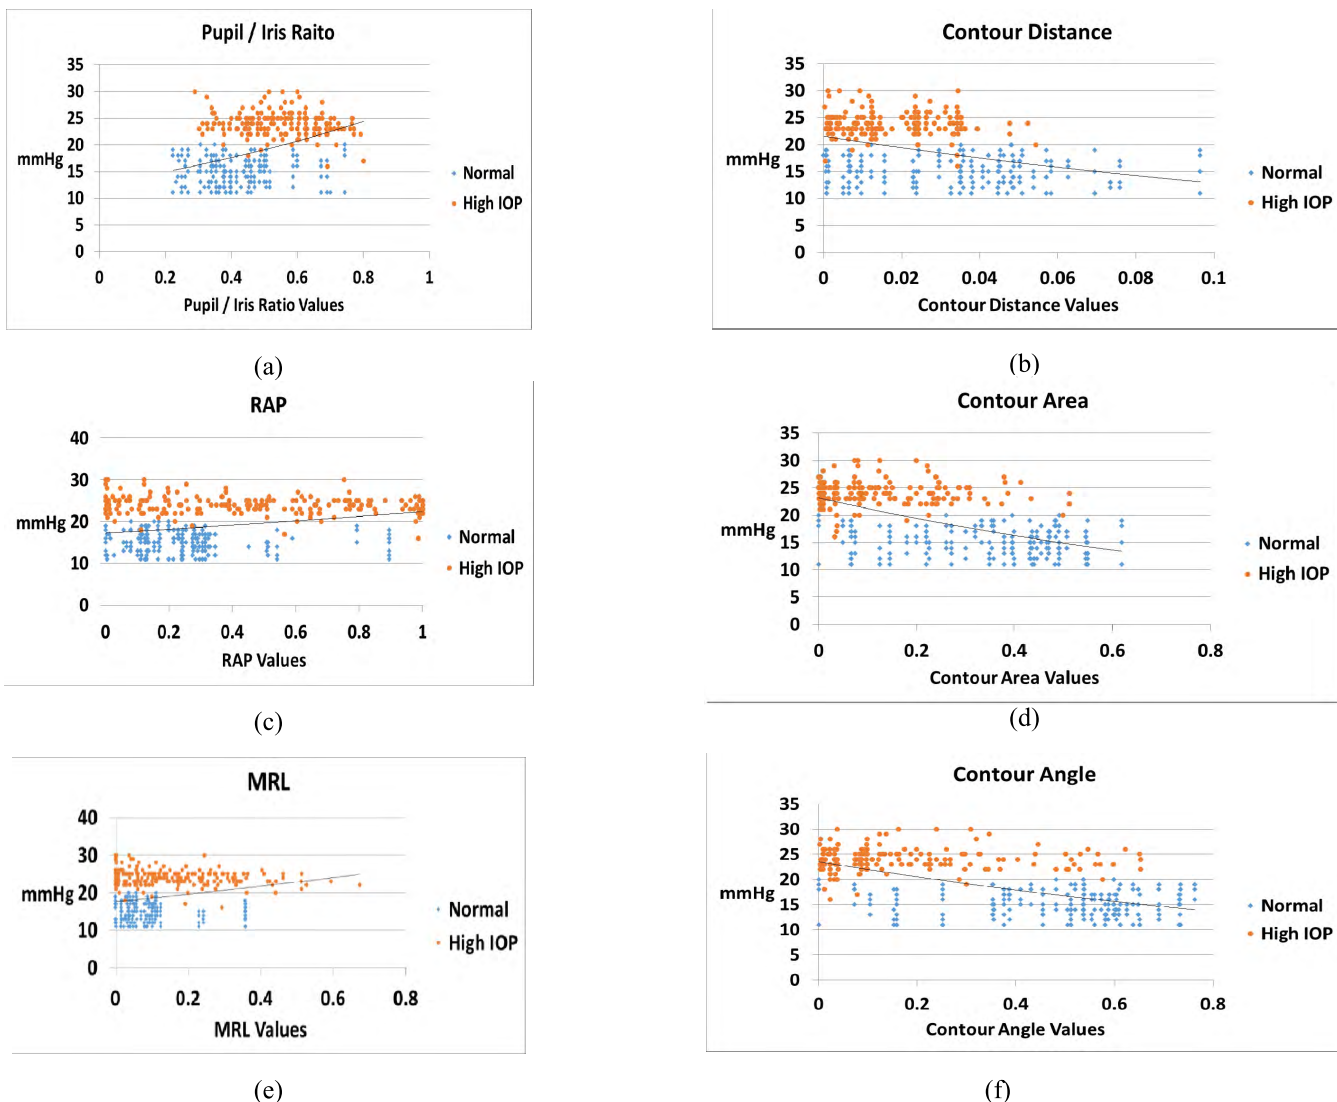 Pupil / Iris Raito
35
30
25
20
mmHg
15
10
5
0
0 0.2 0.4 0.6 0.8 1
Pupil / Iris Ratio Values
Normal
High IOP
(a)
Contour Distance
35
30
25
20
mmHg
15
10
5
0
0 0.02 0.04 0.06 0.08 0.1
Contour Distance Values
Normal
High IOP
(b)
RAP
40
30
mmHg
20
10
0
0 0.2 0.4 0.6 0.8 1
RAP Values
Normal
High IOP
(c)
Contour Area
35
30
25
20
mmHg
15
10
5
0
0 0.2 0.4 0.6 0.8
Contour Area Values
Normal
High IOP
(d)
MRL
40
30
mmHg
20
10
0
0 0.2 0.4 0.6 0.8
MRL Values
Normal
High IOP
(e)
Contour Angle
35
30
25
20
mmHg
15
10
5
0
0 0.2 0.4 0.6 0.8
Contour Angle Values
Normal
High IOP
(f)